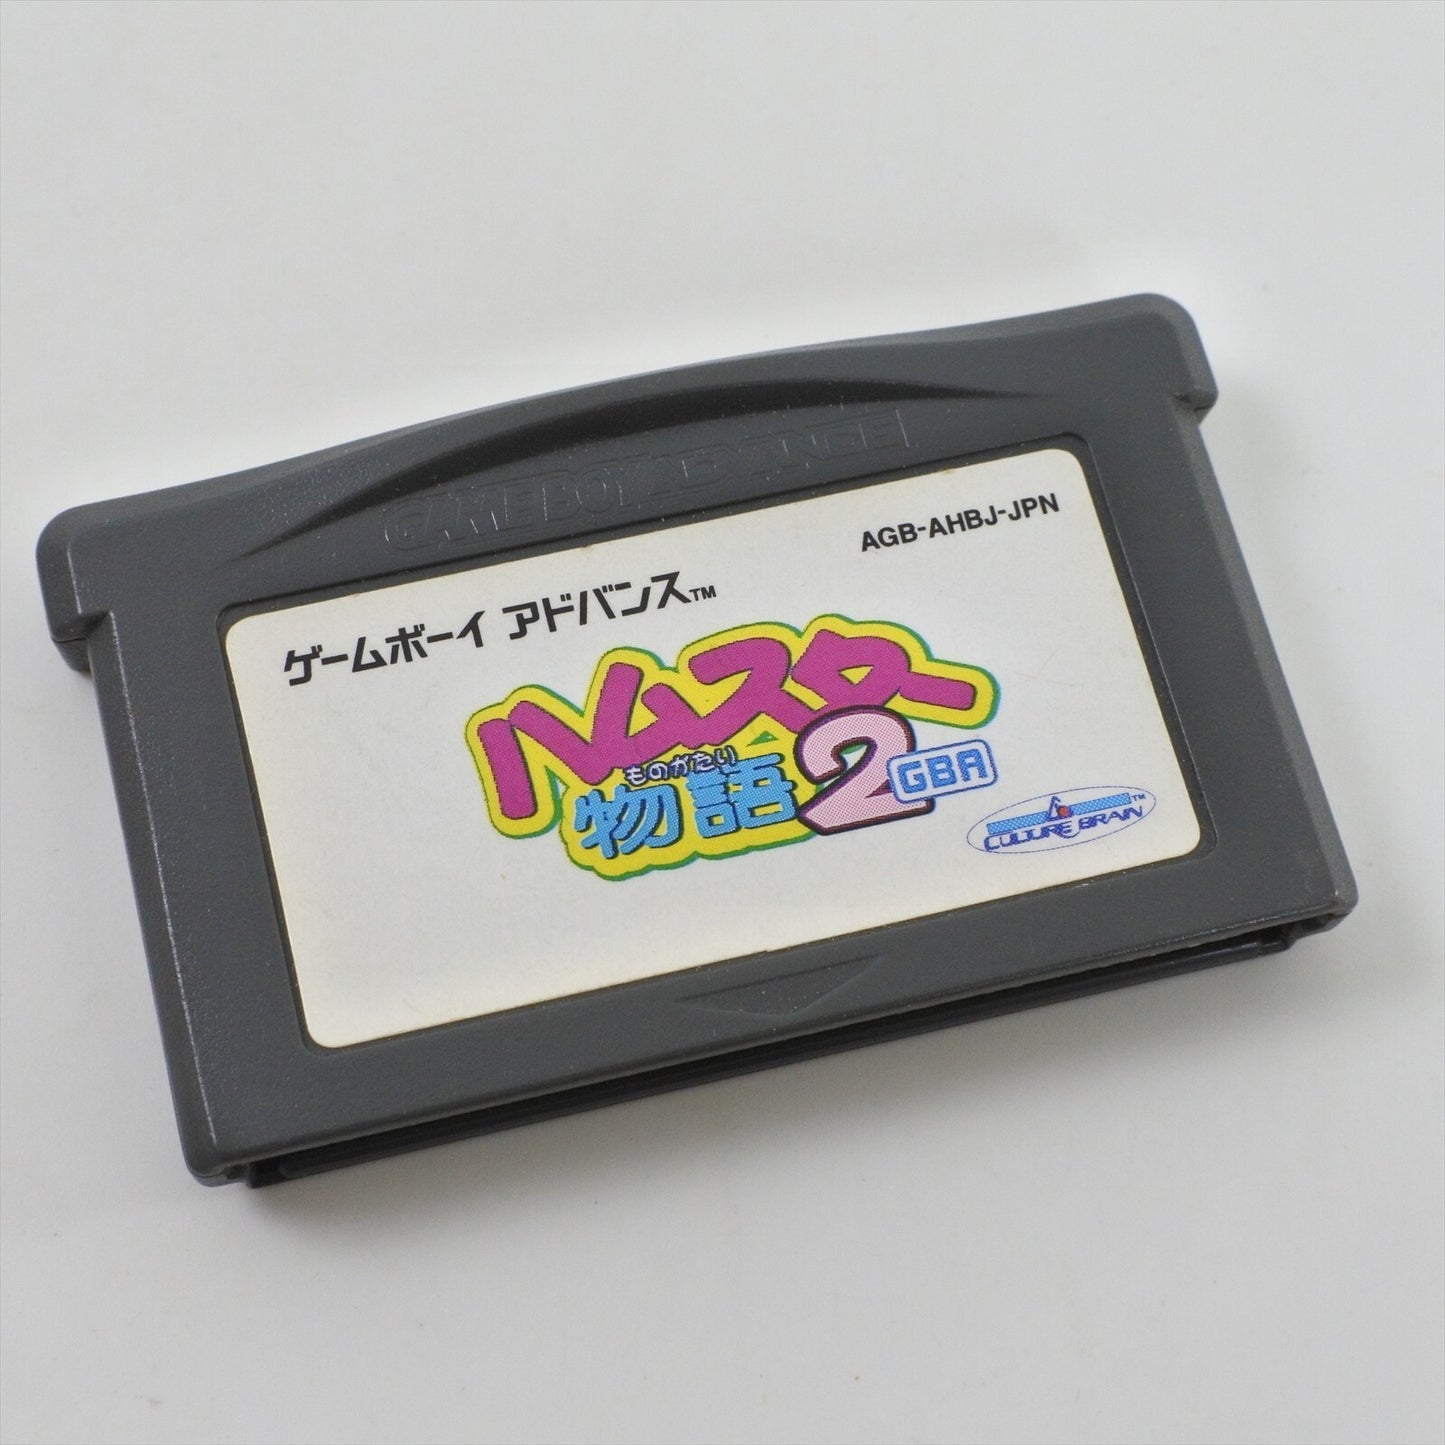 GAME BOY ADVANCE
AGB-AHBJ-JPN
ゲームボーイ アドバンス™
ハムスター
ものがたり
物語2
GBA
CULTURE BRAIN™